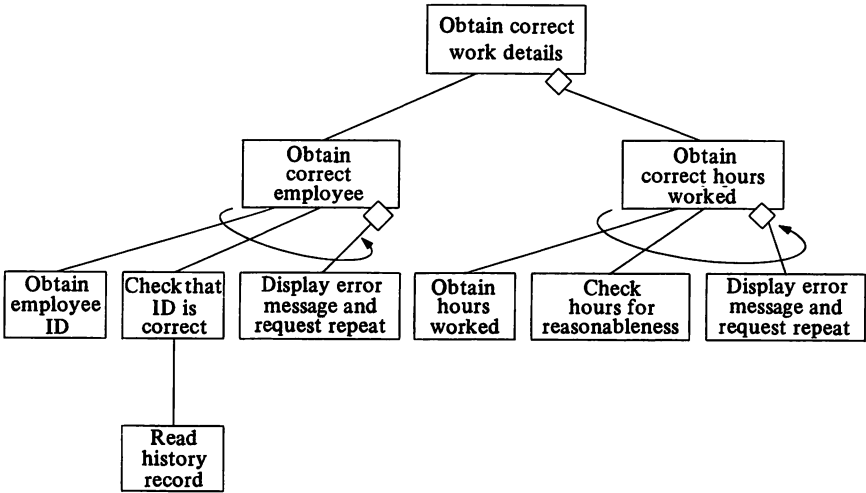 Obtain correct
work details
Obtain
correct
employee
Obtain
correct hours
worked
Obtain
employee
ID
Check that
ID is
correct
Display error
message and
request repeat
Obtain
hours
worked
Check
hours for
reasonableness
Display error
message and
request repeat
Read
history
record